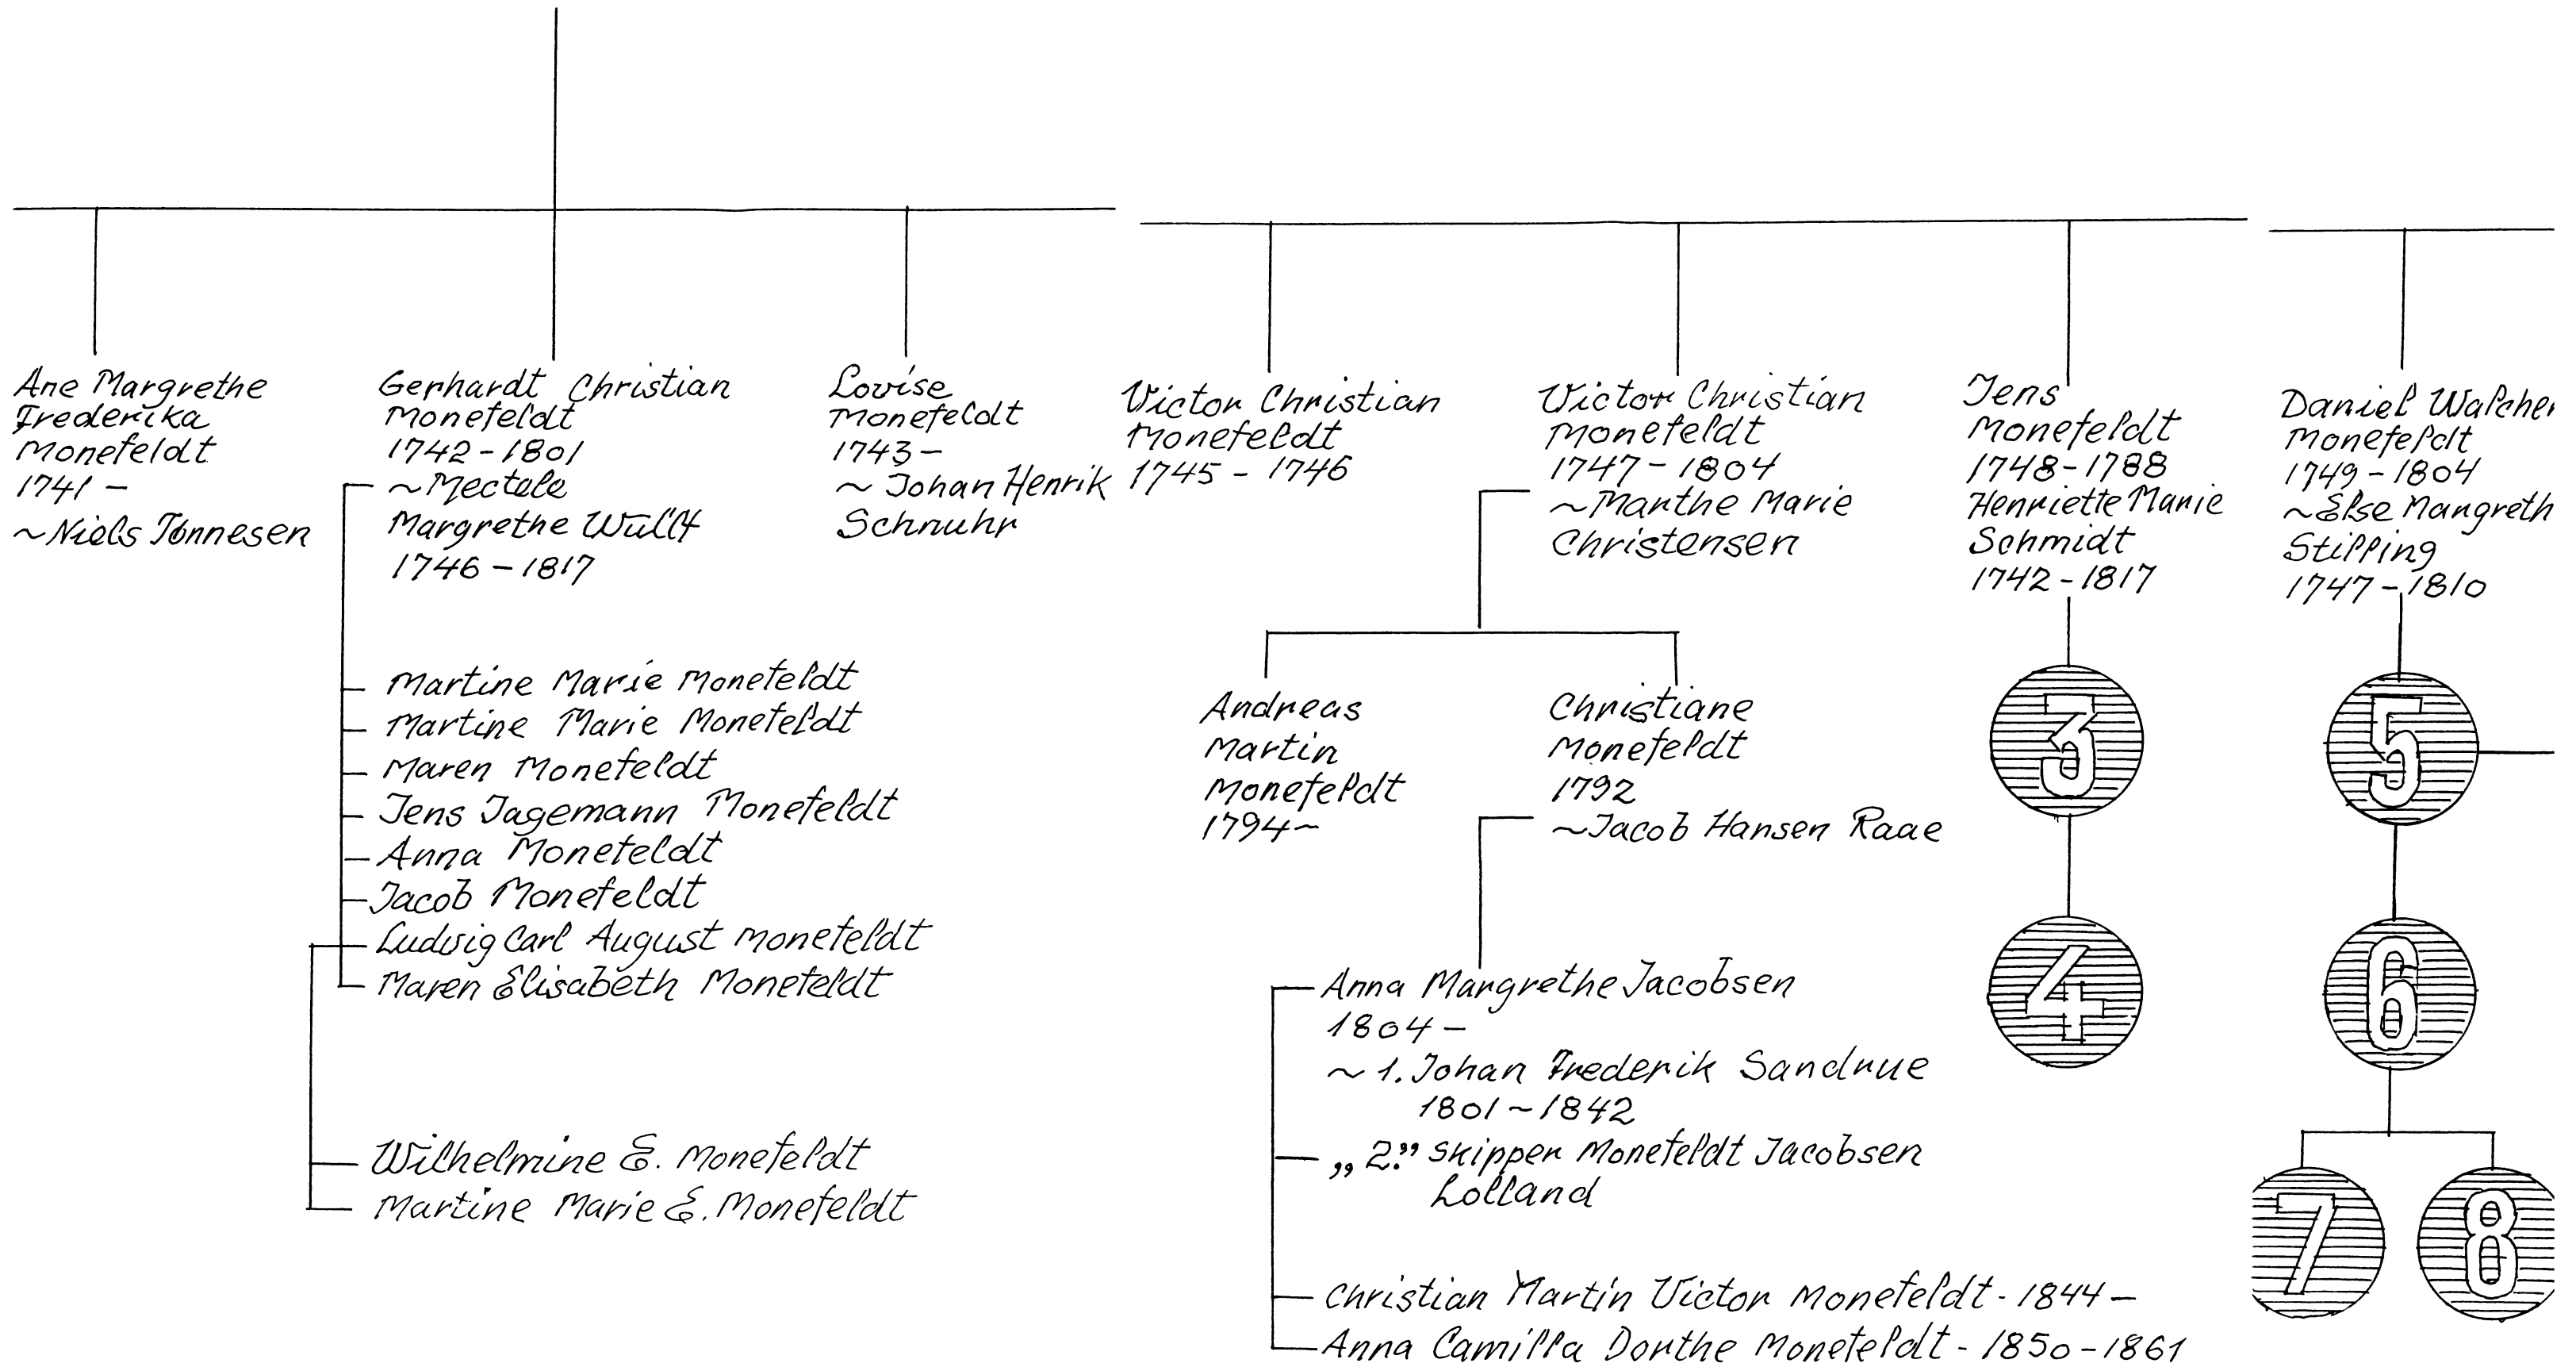 Ane Margrethe
Frederika
Monefeldt
1741 -
~ Niels Tönnesen
Gerhardt Christian
Monefeldt
1742 - 1801
~ Mectele
Margrethe Wulff
1746 - 1817
Martine Marie Monefeldt
Martine Marie Monefeldt
Maren Monefeldt
Jens Jagemann Monefeldt
Anna Monefeldt
Jacob Monefeldt
Ludvig Carl August Monefeldt
Maren Elisabeth Monefeldt
Wilhelmine E. Monefeldt
Martine Marie E. Monefeldt
Lovise
Monefeldt
1743 -
~ Johan Henrik
Schnuhr
Victor Christian
Monefeldt
1745 - 1746
Victor Christian
Monefeldt
1747 - 1804
~ Marthe Marie
Christensen
Andreas
Martin
Monefeldt
1794 -
Christiane
Monefeldt
1792
~ Jacob Hansen Raae
Anna Margrethe Jacobsen
1804 -
~ 1. Johan Frederik Sandrue
1801 ~ 1842
„ 2.” Skipper Monefeldt Jacobsen
Lolland
Christian Martin Victor Monefeldt - 1844 -
Anna Camilla Dorthe Monefeldt - 1850 - 1861
Jens
Monefeldt
1748 - 1788
Henriette Marie
Schmidt
1742 - 1817
3
4
Daniel Walcher
Monefeldt
1749 - 1804
~ Else Margreth
Stilling
1747 - 1810
5
6
7
8